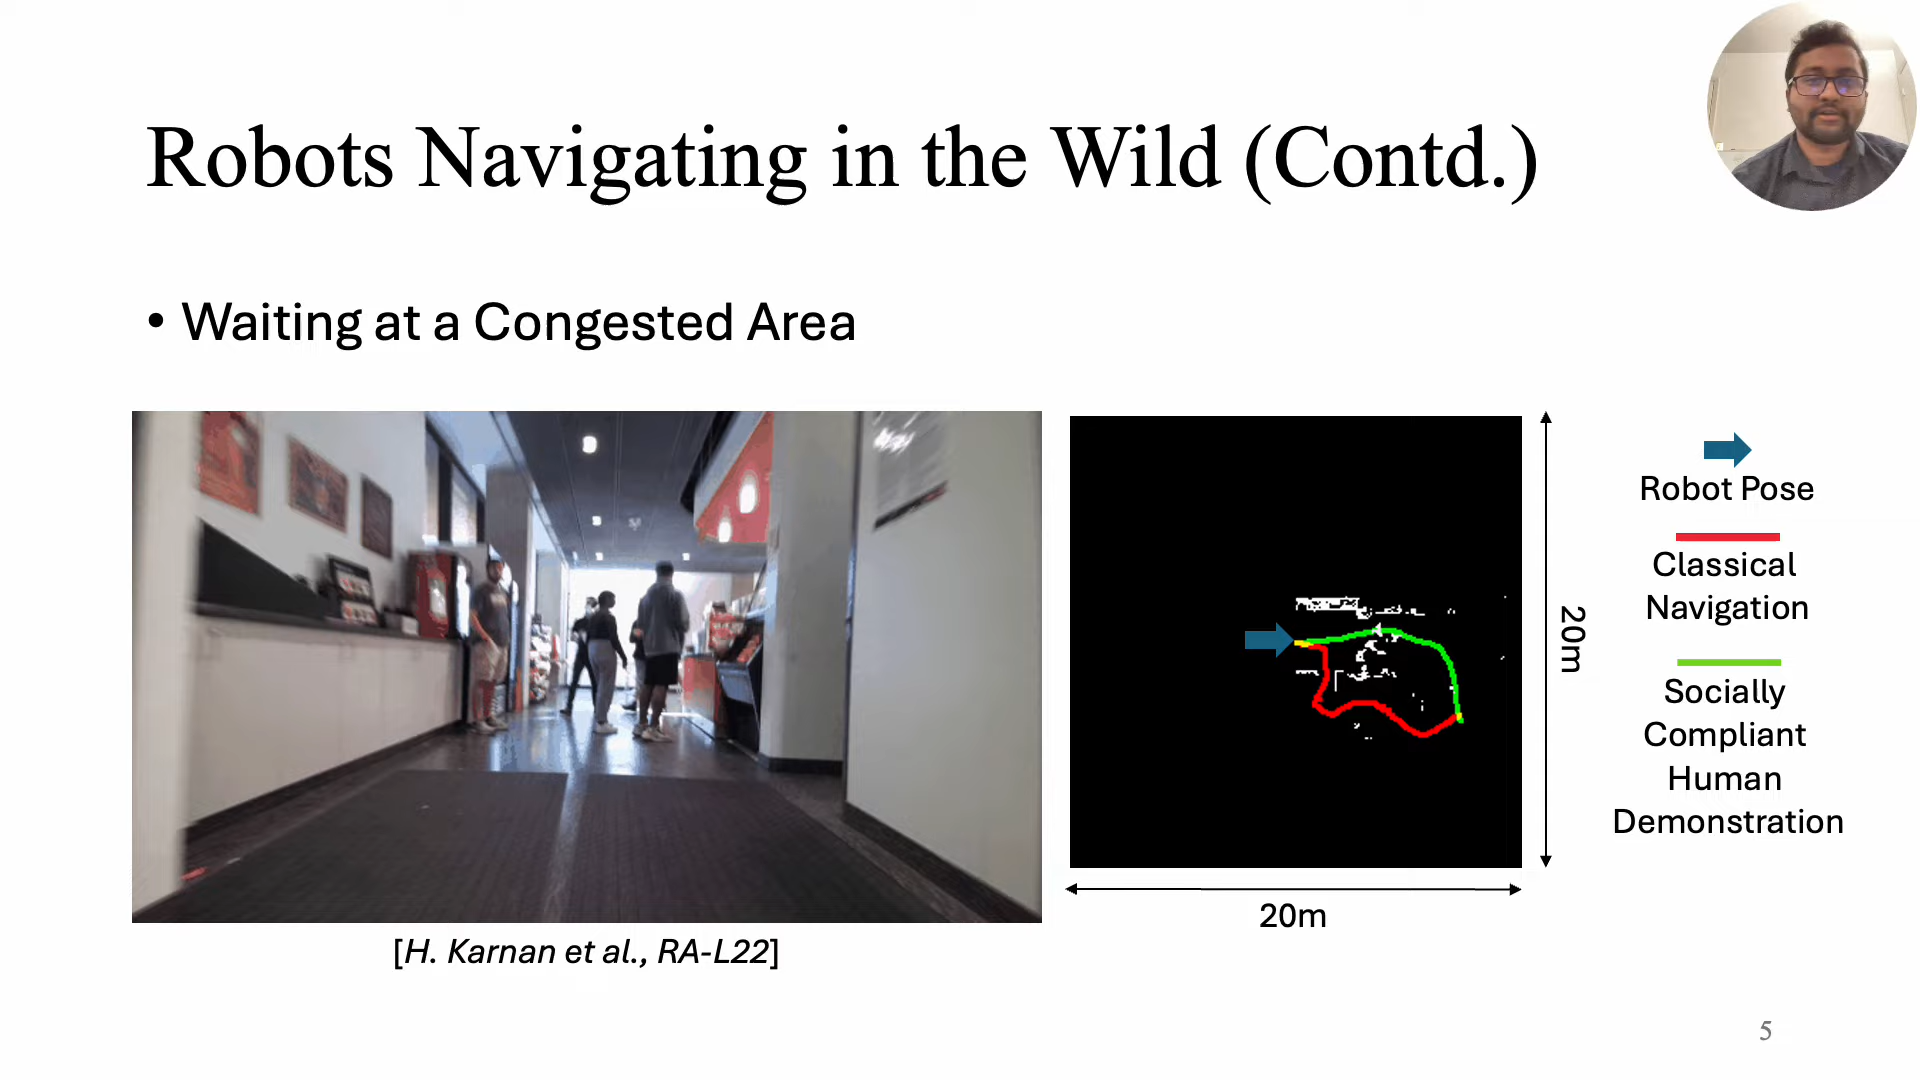 Robots Navigating in the Wild (Contd.)
• Waiting at a Congested Area
[H. Karnan et al., RA-L22]
20m
20m
Robot Pose
Classical
Navigation
Socially
Compliant
Human
Demonstration
5